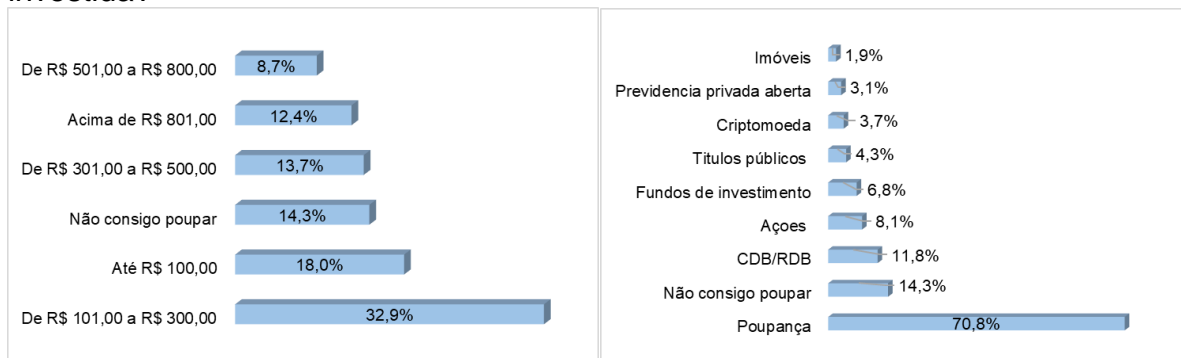 De R$ 501,00 a R$ 800,00 8,7%
Acima de R$ 801,00 12,4%
De R$ 301,00 a R$ 500,00 13,7%
Não consigo poupar 14,3%
Até R$ 100,00 18,0%
De R$ 101,00 a R$ 300,00 32,9%
Imóveis 1,9%
Previdencia privada aberta 3,1%
Criptomoeda 3,7%
Titulos públicos 4,3%
Fundos de investimento 6,8%
Açoes 8,1%
CDB/RDB 11,8%
Não consigo poupar 14,3%
Poupança 70,8%